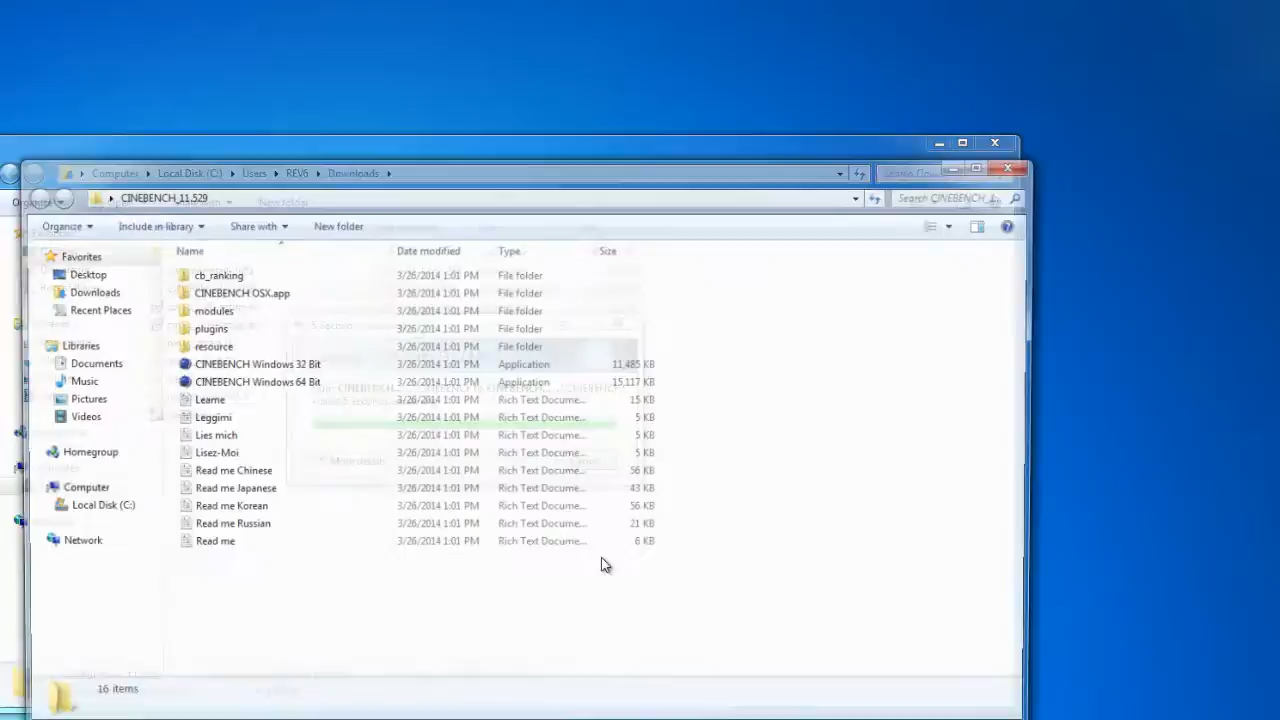 Computer Local Disk (C:) Users REV6 Downloads
CINEBENCH_11.529 Search CINEBENCH_1...
Organize Include in library Share with New folder
Name Date modified Type Size
Favorites
Desktop
Downloads
Recent Places
Libraries
Documents
Music
Pictures
Videos
Homegroup
Computer
Local Disk (C:)
Network
cb_ranking 3/26/2014 1:01 PM File folder
CINEBENCH OSX.app 3/26/2014 1:01 PM File folder
modules 3/26/2014 1:01 PM File folder
plugins 3/26/2014 1:01 PM File folder
resource 3/26/2014 1:01 PM File folder
CINEBENCH Windows 32 Bit 3/26/2014 1:01 PM Application 11,485 KB
CINEBENCH Windows 64 Bit 3/26/2014 1:01 PM Application 15,117 KB
Leame 3/26/2014 1:01 PM Rich Text Docume... 15 KB
Leggimi 3/26/2014 1:01 PM Rich Text Docume... 5 KB
Lies mich 3/26/2014 1:01 PM Rich Text Docume... 5 KB
Lisez-Moi 3/26/2014 1:01 PM Rich Text Docume... 5 KB
Read me Chinese 3/26/2014 1:01 PM Rich Text Docume... 56 KB
Read me Japanese 3/26/2014 1:01 PM Rich Text Docume... 43 KB
Read me Korean 3/26/2014 1:01 PM Rich Text Docume... 56 KB
Read me Russian 3/26/2014 1:01 PM Rich Text Docume... 21 KB
Read me 3/26/2014 1:01 PM Rich Text Docume... 6 KB
16 items